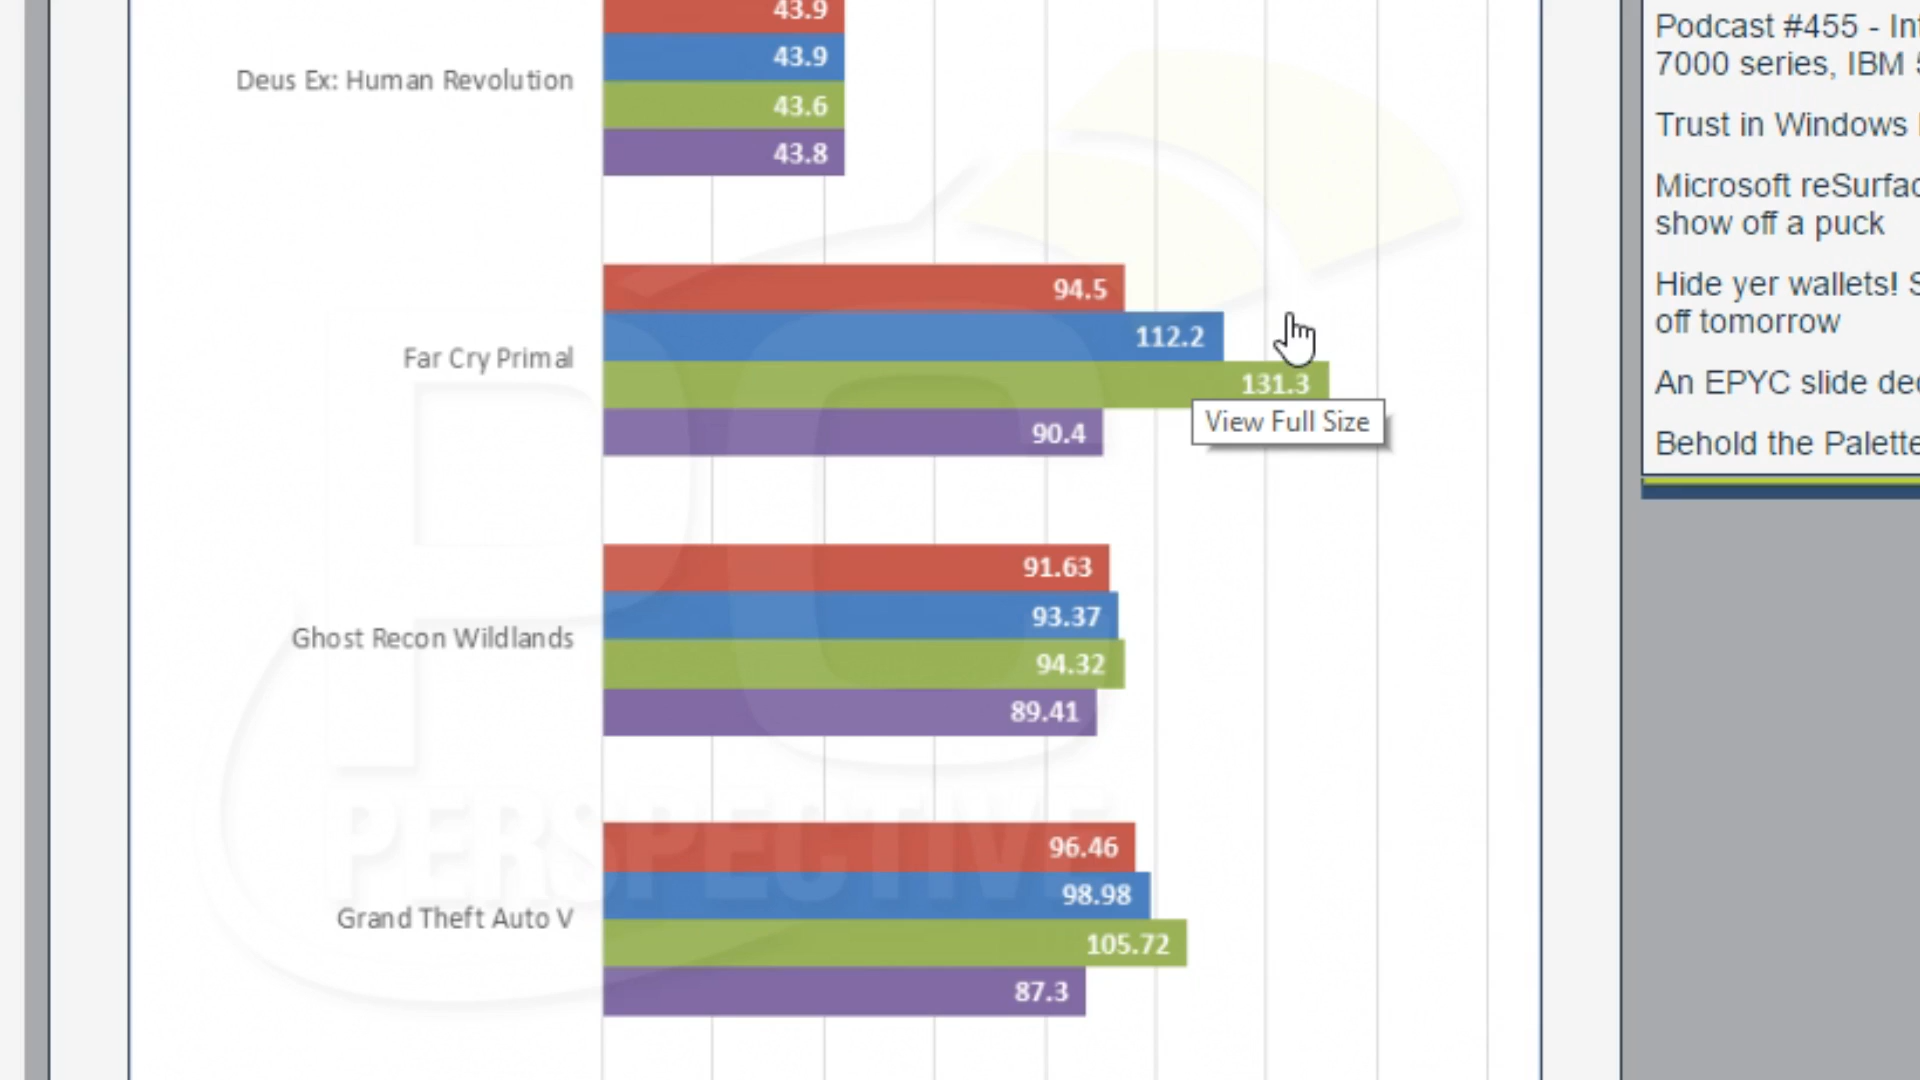 43.9
43.9
Deus Ex: Human Revolution
43.6
43.8
94.5
112.2
Far Cry Primal
131.3
View Full Size
90.4
91.63
93.37
Ghost Recon Wildlands
94.32
89.41
PC
PERSPECTIVE
96.46
98.98
Grand Theft Auto V
105.72
87.3
Podcast #455 - In
7000 series, IBM 5
Trust in Windows
Microsoft reSurfac
show off a puck
Hide yer wallets! S
off tomorrow
An EPYC slide dec
Behold the Palette